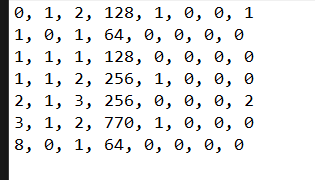 0, 1, 2, 128, 1, 0, 0, 1
1, 0, 1, 64, 0, 0, 0, 0
1, 1, 1, 128, 0, 0, 0, 0
1, 1, 2, 256, 1, 0, 0, 0
2, 1, 3, 256, 0, 0, 0, 2
3, 1, 2, 770, 1, 0, 0, 0
8, 0, 1, 64, 0, 0, 0, 0